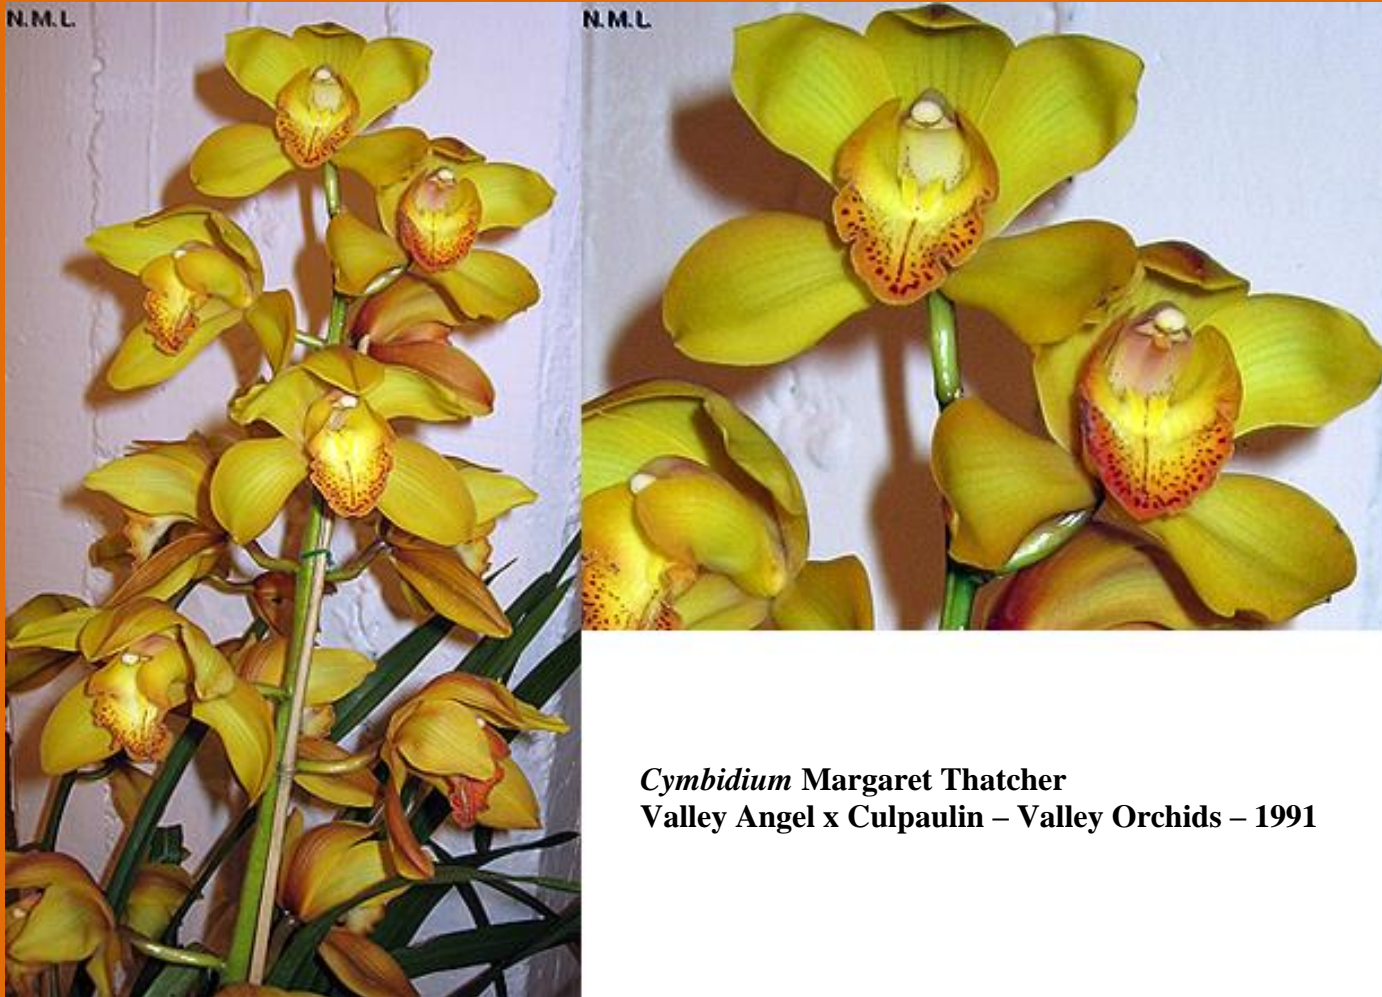 N.M.L.
N.M.L.
Cymbidium Margaret Thatcher
Valley Angel x Culpaulin – Valley Orchids – 1991